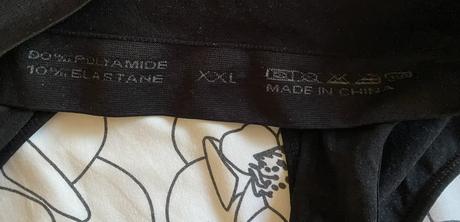 90% POLYAMIDE
10% ELASTANE
XXL
MADE IN CHINA